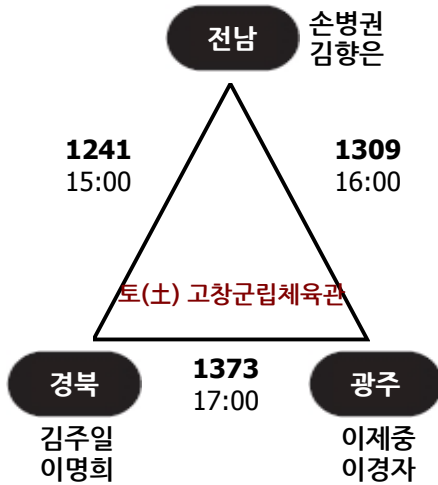 전남
손병권
김향은
1241
15:00
1309
16:00
토(土) 고창군립체육관
경북
1373
17:00
광주
김주일
이명희
이제중
이경자